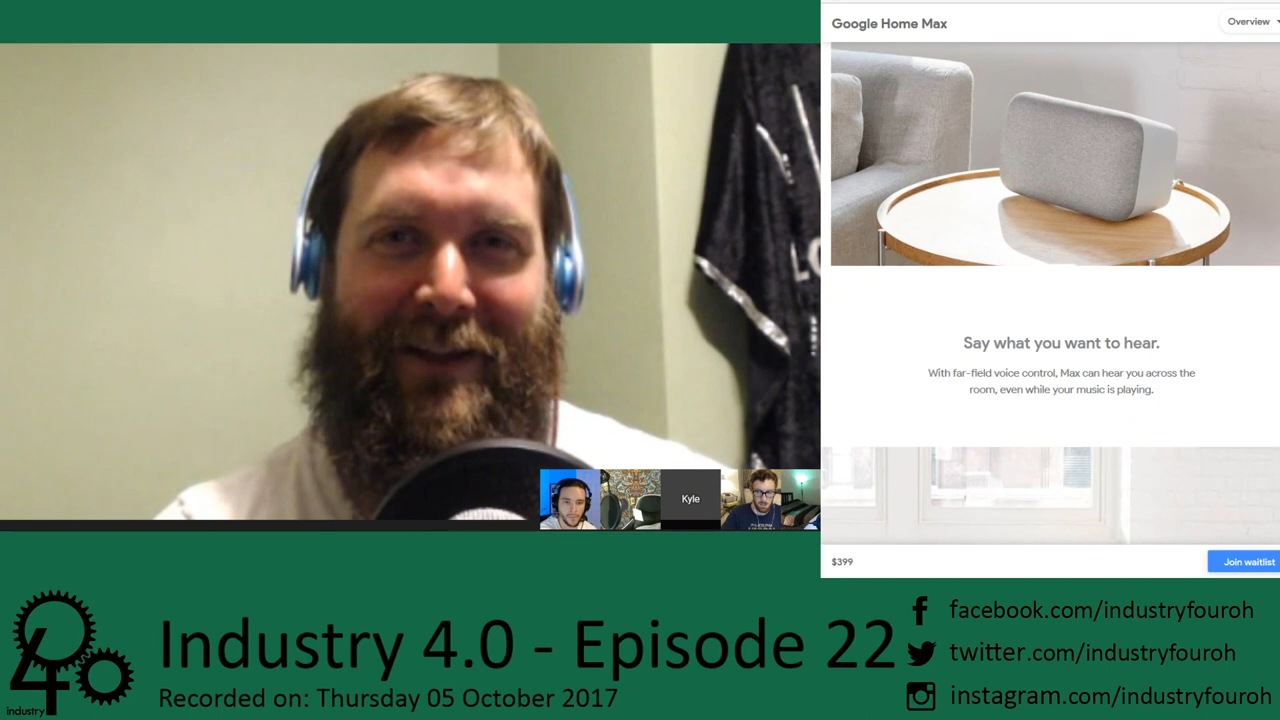 Google Home Max
Overview
Say what you want to hear.
With far-field voice control, Max can hear you across the
room, even while your music is playing.
$399
Join waitlist
Kyle
Industry 4.0 - Episode 22
Recorded on: Thursday 05 October 2017
facebook.com/industryfouroh
twitter.com/industryfouroh
instagram.com/industryfouroh
4.0
industry